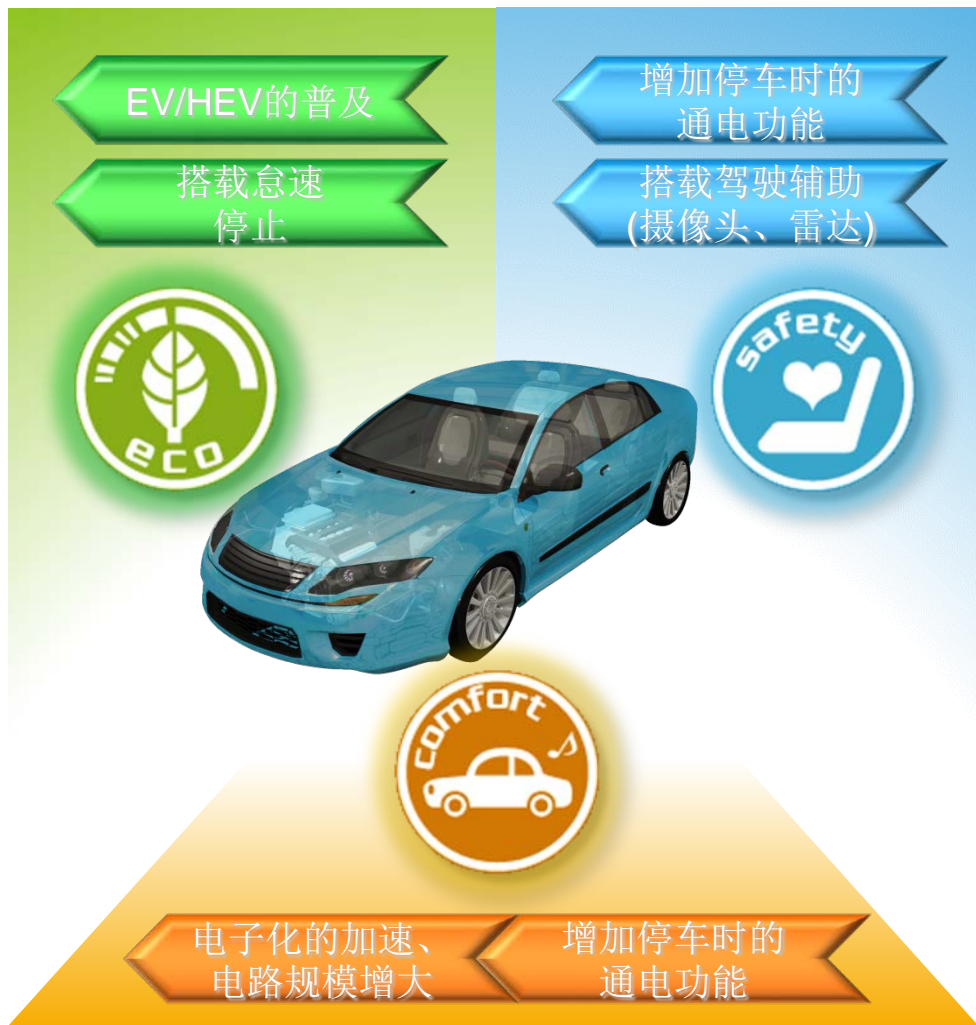 EV/HEV的普及
搭载怠速
停止
增加停车时的
通电功能
搭载驾驶辅助
(摄像头、雷达)
eco
safety
comfort
电子化的加速、
电路规模增大
增加停车时的
通电功能